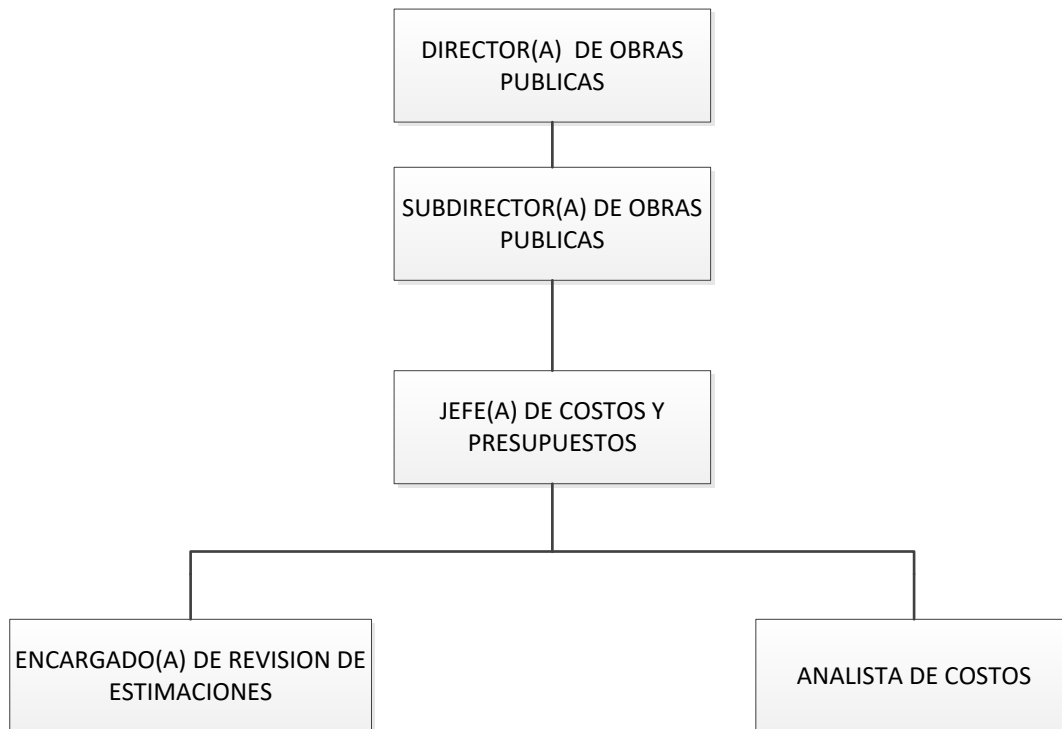 DIRECTOR(A) DE OBRAS
PUBLICAS
SUBDIRECTOR(A) DE OBRAS
PUBLICAS
JEFE(A) DE COSTOS Y
PRESUPUESTOS
ENCARGADO(A) DE REVISION DE
ESTIMACIONES
ANALISTA DE COSTOS